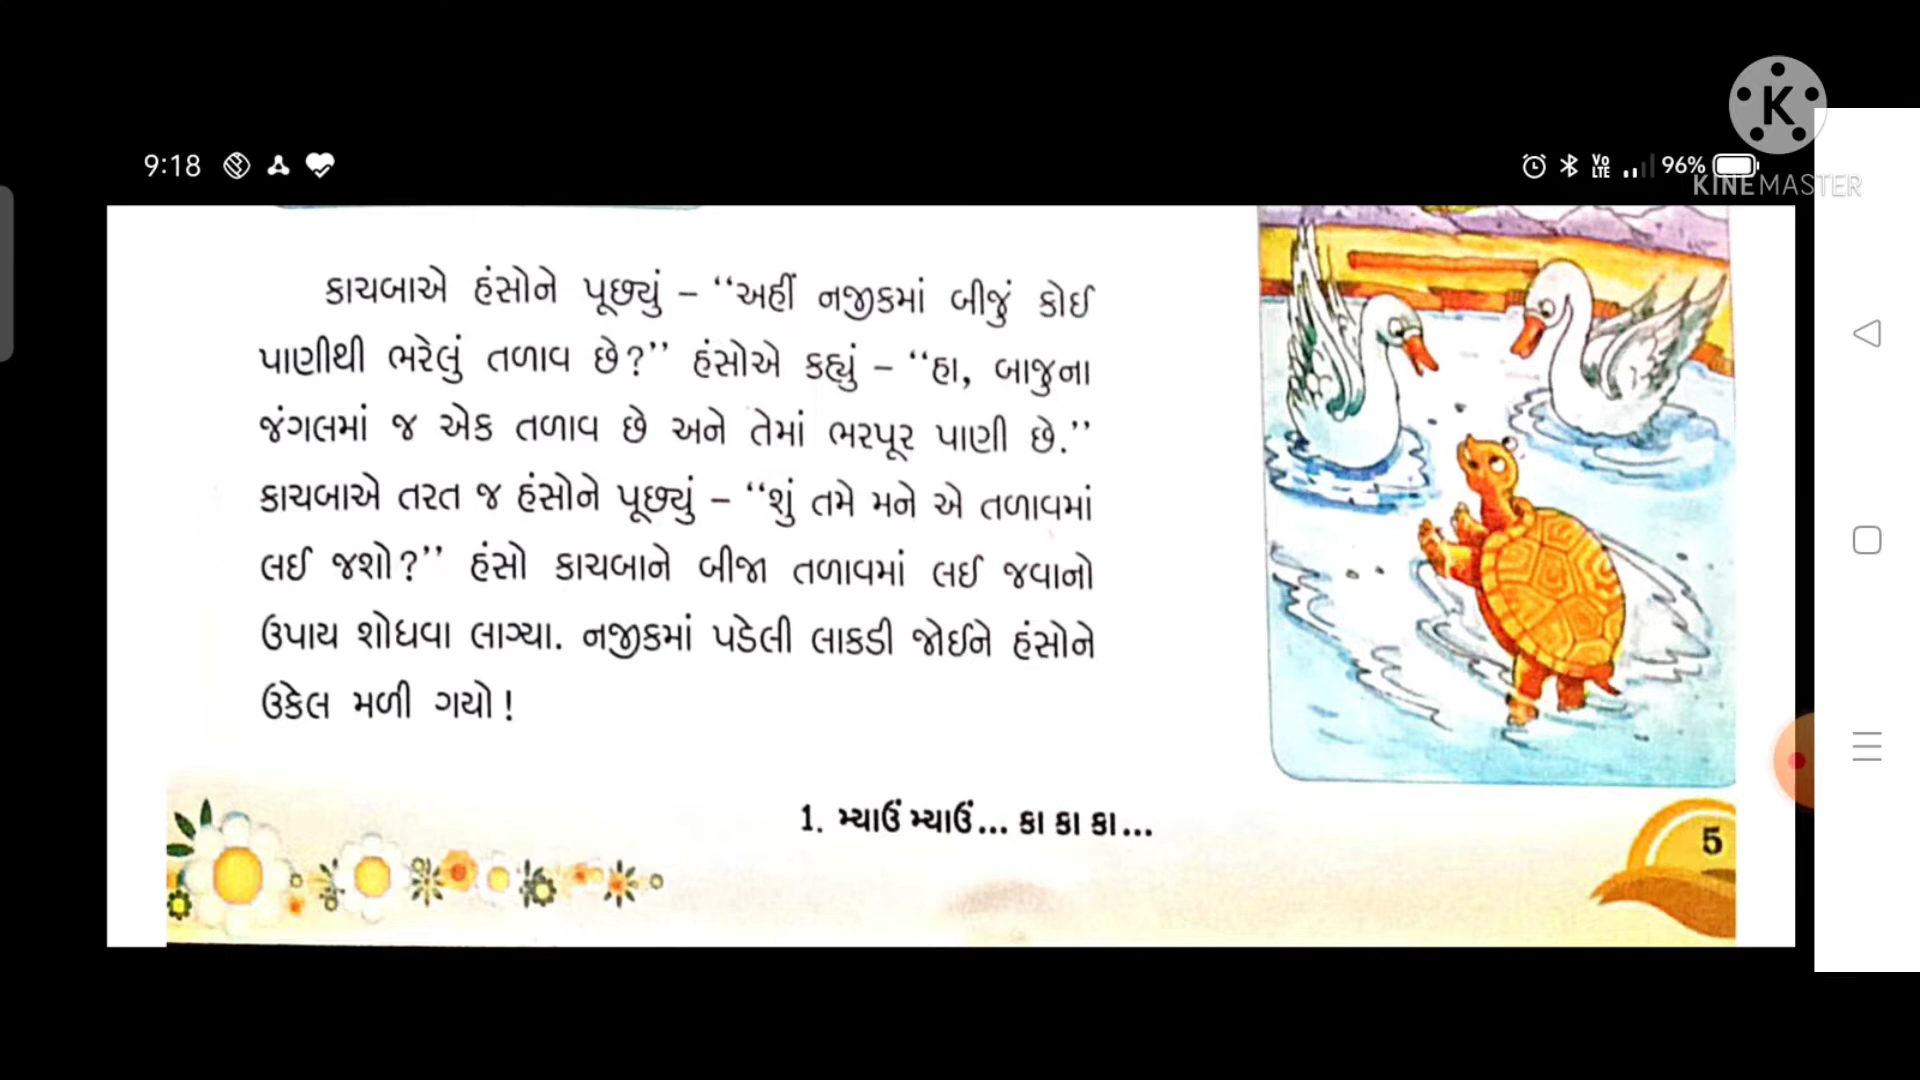 9:18
Vo LTE 96%
K
KINEMASTER
કાચબાએ હંસોને પૂછ્યું – “અહીં નજીકમાં બીજું કોઈ
પાણીથી ભરેલું તળાવ છે?” હંસોએ કહ્યું – “હા, બાજુના
જંગલમાં જ એક તળાવ છે અને તેમાં ભરપૂર પાણી છે.”
કાચબાએ તરત જ હંસોને પૂછ્યું – “શું તમે મને એ તળાવમાં
લઈ જશો?” હંસો કાચબાને બીજા તળાવમાં લઈ જવાનો
ઉપાય શોધવા લાગ્યા. નજીકમાં પડેલી લાકડી જોઈને હંસોને
ઉકેલ મળી ગયો!
1. મ્યાઉં મ્યાઉં... કા કા કા...
5